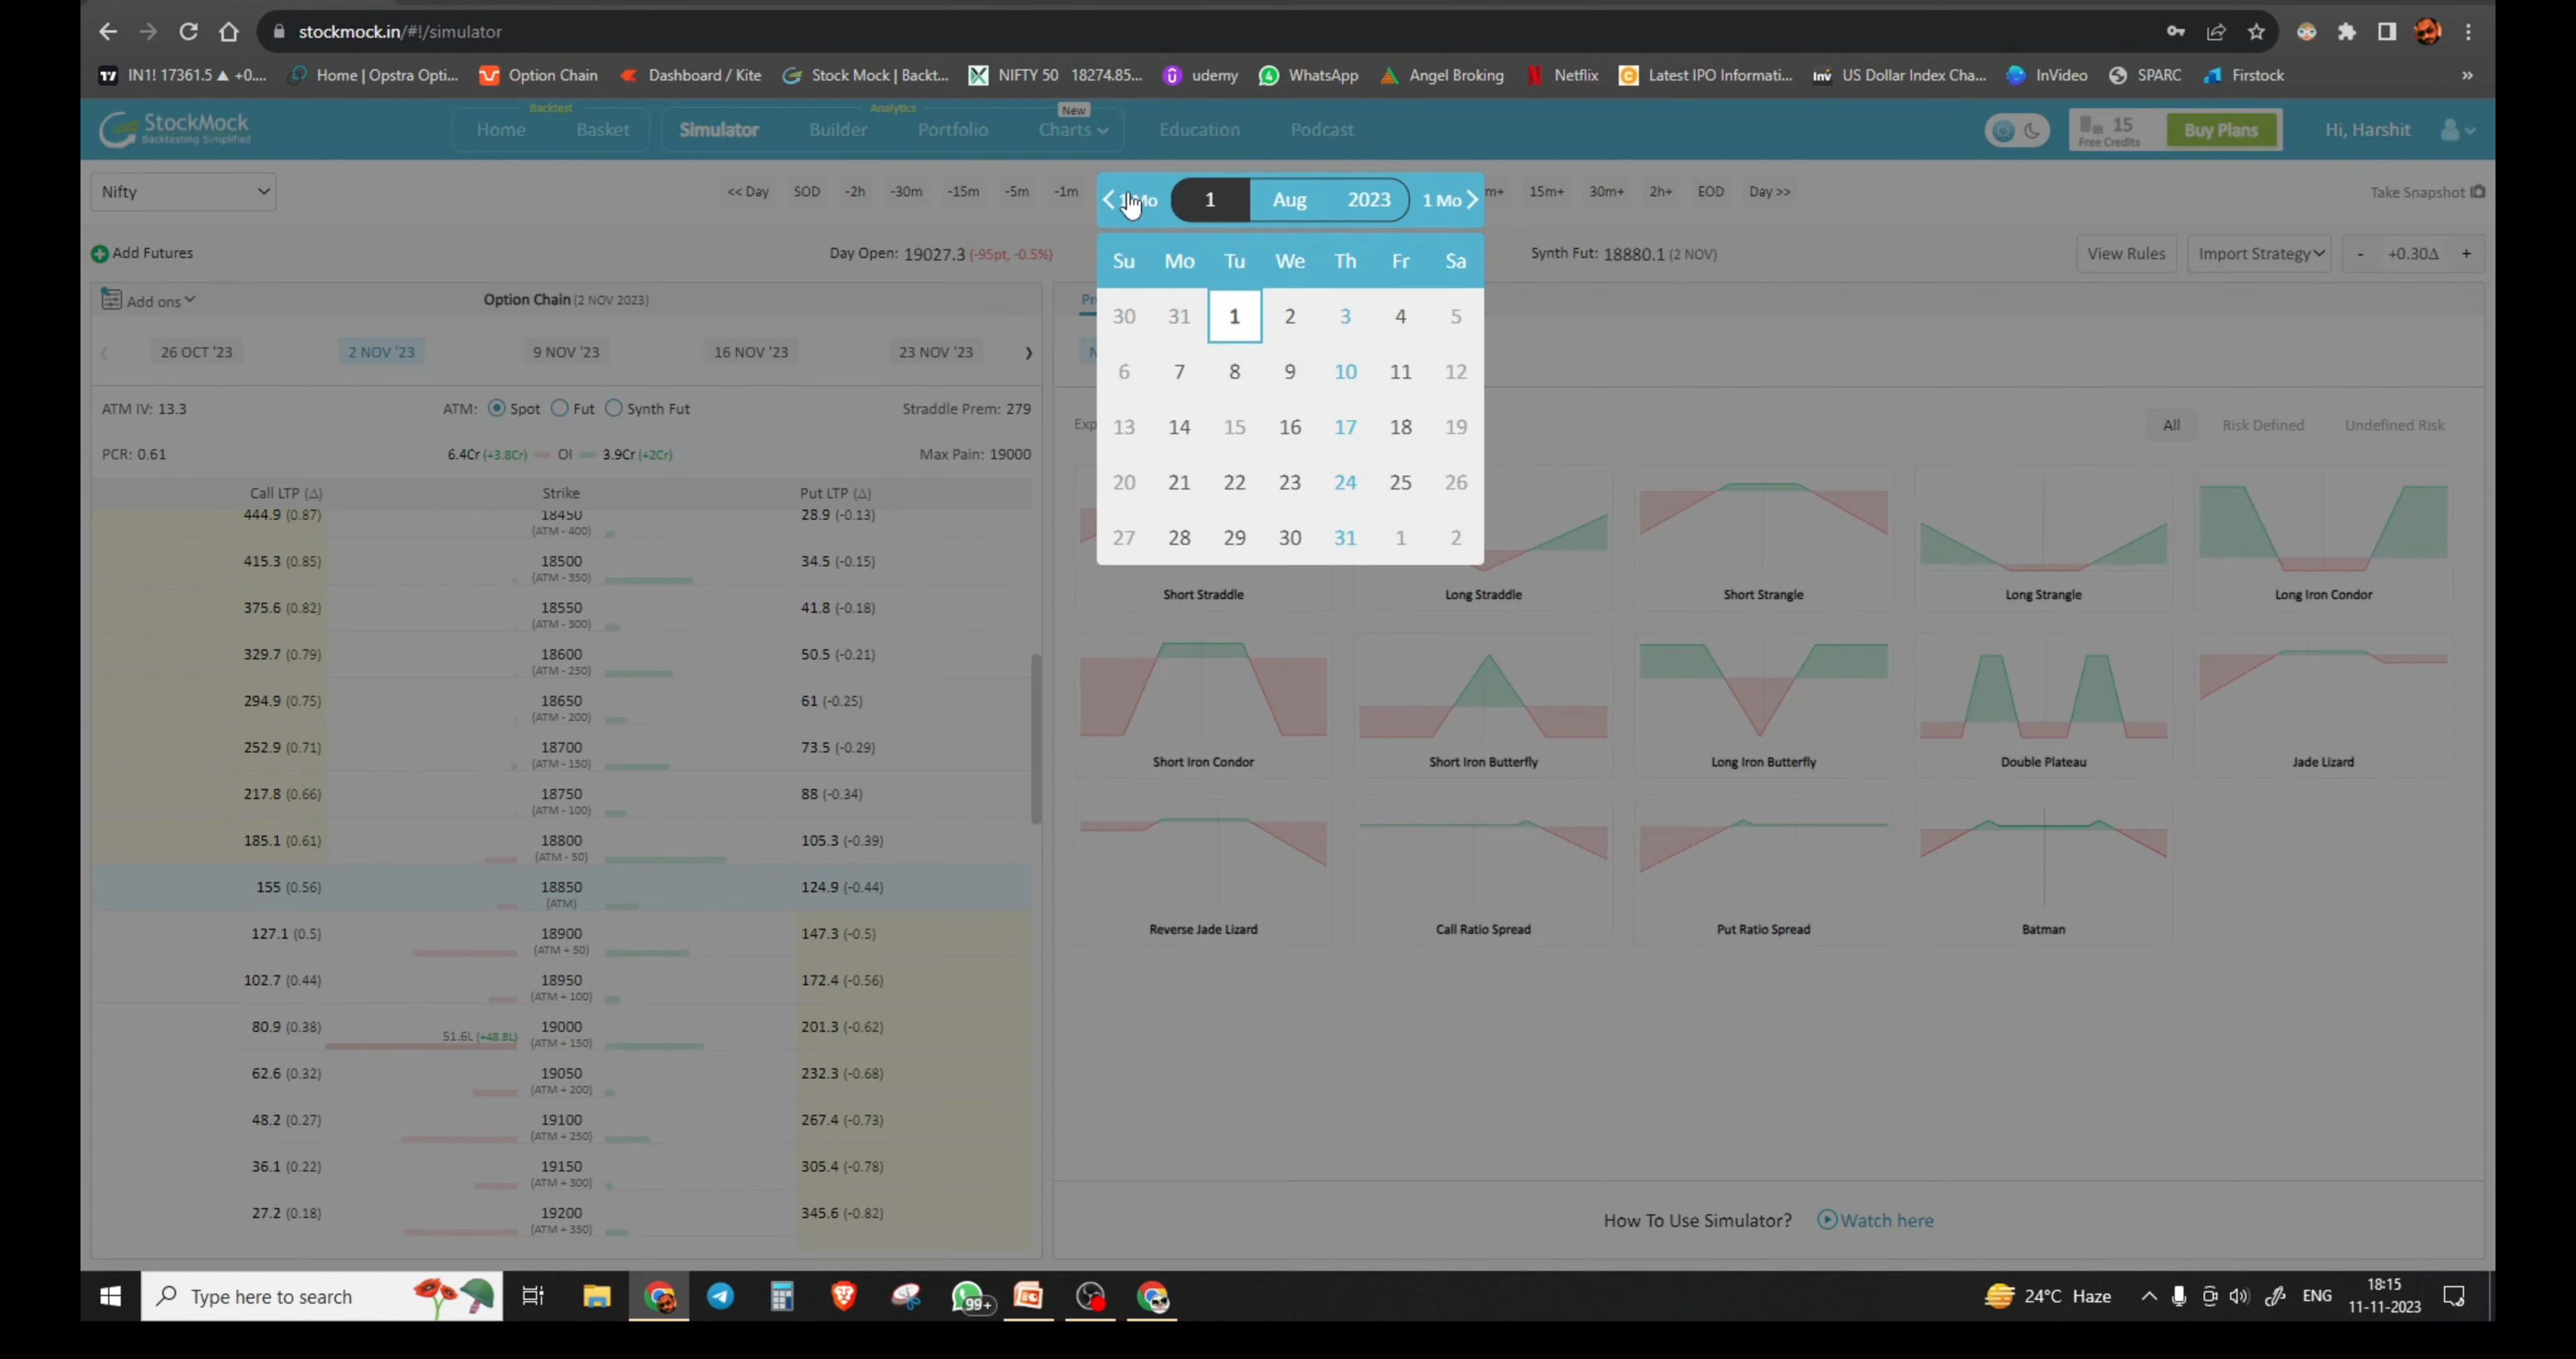 stockmock.in/#!/simulator
IN1! 17361.5 ▲ +0.... Home | Opstra Opti... Option Chain Dashboard / Kite Stock Mock | Backt... NIFTY 50 18274.85... udemy WhatsApp Angel Broking Netflix Latest IPO Informati... US Dollar Index Cha... InVideo SPARC Firstock »
StockMock
Backtesting Simplified
Backtest
Home Basket
Analytics
Simulator Builder Portfolio Charts
New
Education Podcast
15
Free Credits
Buy Plans
Hi, Harshit
Nifty
<< Day SOD -2h -30m -15m -5m -1m
1 Mo 1 Aug 2023 1 Mo
m+ 15m+ 30m+ 2h+ EOD Day >>
Take Snapshot
Add Futures
Day Open: 19027.3 (-95pt, -0.5%)
Synth Fut: 18880.1 (2 NOV)
View Rules Import Strategy - +0.30Δ +
Su Mo Tu We Th Fr Sa
30 31 1 2 3 4 5
6 7 8 9 10 11 12
13 14 15 16 17 18 19
20 21 22 23 24 25 26
27 28 29 30 31 1 2
Add ons
Option Chain (2 NOV 2023)
26 OCT '23 2 NOV '23 9 NOV '23 16 NOV '23 23 NOV '23
ATM IV: 13.3
ATM: Spot Fut Synth Fut
Straddle Prem: 279
PCR: 0.61
6.4Cr (+3.8Cr) OI 3.9Cr (+2Cr)
Max Pain: 19000
Call LTP (Δ) Strike Put LTP (Δ)
444.9 (0.87) 18450 28.9 (-0.13)
(ATM - 400)
415.3 (0.85) 18500 34.5 (-0.15)
(ATM - 350)
375.6 (0.82) 18550 41.8 (-0.18)
(ATM - 300)
329.7 (0.79) 18600 50.5 (-0.21)
(ATM - 250)
294.9 (0.75) 18650 61 (-0.25)
(ATM - 200)
252.9 (0.71) 18700 73.5 (-0.29)
(ATM - 150)
217.8 (0.66) 18750 88 (-0.34)
(ATM - 100)
185.1 (0.61) 18800 105.3 (-0.39)
(ATM - 50)
155 (0.56) 18850 124.9 (-0.44)
(ATM)
127.1 (0.5) 18900 147.3 (-0.5)
(ATM + 50)
102.7 (0.44) 18950 172.4 (-0.56)
(ATM + 100)
80.9 (0.38) 51.6L (+48.8L) 19000 201.3 (-0.62)
(ATM + 150)
62.6 (0.32) 19050 232.3 (-0.68)
(ATM + 200)
48.2 (0.27) 19100 267.4 (-0.73)
(ATM + 250)
36.1 (0.22) 19150 305.4 (-0.78)
(ATM + 300)
27.2 (0.18) 19200 345.6 (-0.82)
(ATM + 350)
All Risk Defined Undefined Risk
Short Straddle Long Straddle Short Strangle Long Strangle Long Iron Condor
Short Iron Condor Short Iron Butterfly Long Iron Butterfly Double Plateau Jade Lizard
Reverse Jade Lizard Call Ratio Spread Put Ratio Spread Batman
How To Use Simulator? Watch here
Type here to search
99+
24°C Haze
ENG
18:15
11-11-2023